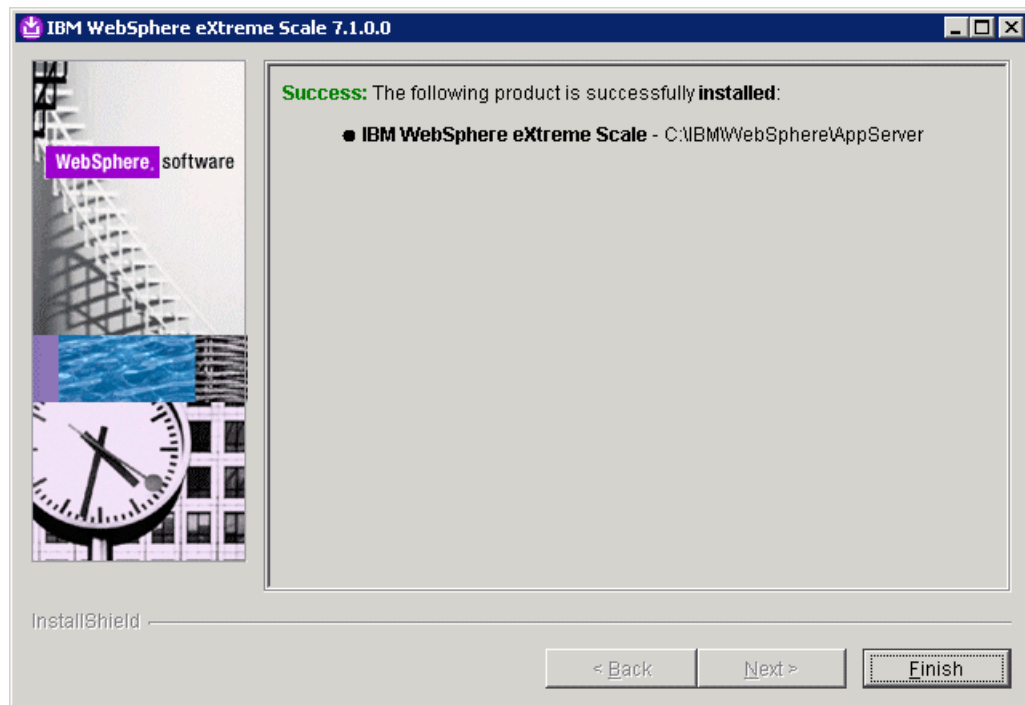 IBM WebSphere eXtreme Scale 7.1.0.0
WebSphere. software
Success: The following product is successfully installed:
IBM WebSphere eXtreme Scale - C:\IBM\WebSphere\AppServer
InstallShield
< Back
Next >
Finish